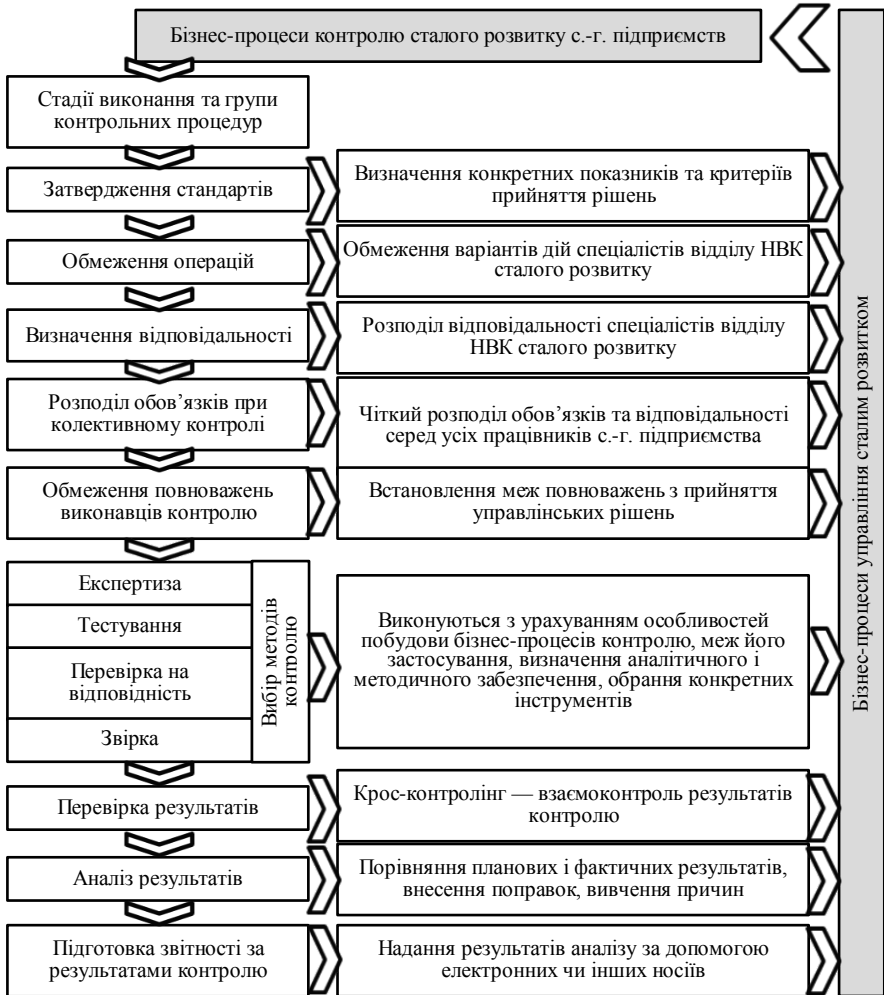 Бізнес-процеси контролю сталого розвитку с.-г. підприємств
Стадії виконання та групи
контрольних процедур
Затвердження стандартів
Визначення конкретних показників та критеріїв
прийняття рішень
Обмеження операцій
Обмеження варіантів дій спеціалістів відділу НВК
сталого розвитку
Визначення відповідальності
Розподіл відповідальності спеціалістів відділу
НВК сталого розвитку
Розподіл обов’язків при
колективному контролі
Чіткий розподіл обов’язків та відповідальності
серед усіх працівників с.-г. підприємства
Обмеження повноважень
виконавців контролю
Встановлення меж повноважень з прийняття
управлінських рішень
Експертиза
Тестування
Перевірка на
відповідність
Звірка
Вибір методів
контролю
Виконуються з урахуванням особливостей
побудови бізнес-процесів контролю, меж його
застосування, визначення аналітичного і
методичного забезпечення, обрання конкретних
інструментів
Перевірка результатів
Крос-контролінг — взаємоконтроль результатів
контролю
Аналіз результатів
Порівняння планових і фактичних результатів,
внесення поправок, вивчення причин
Підготовка звітності за
результатами контролю
Надання результатів аналізу за допомогою
електронних чи інших носіїв
Бізнес-процеси управління сталим розвитком